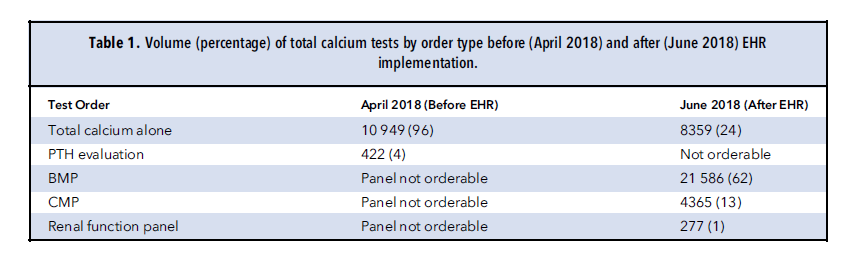 Table 1. Volume (percentage) of total calcium tests by order type before (April 2018) and after (June 2018) EHR
implementation.
Test Order April 2018 (Before EHR) June 2018 (After EHR)
Total calcium alone 10 949 (96) 8359 (24)
PTH evaluation 422 (4) Not orderable
BMP Panel not orderable 21 586 (62)
CMP Panel not orderable 4365 (13)
Renal function panel Panel not orderable 277 (1)